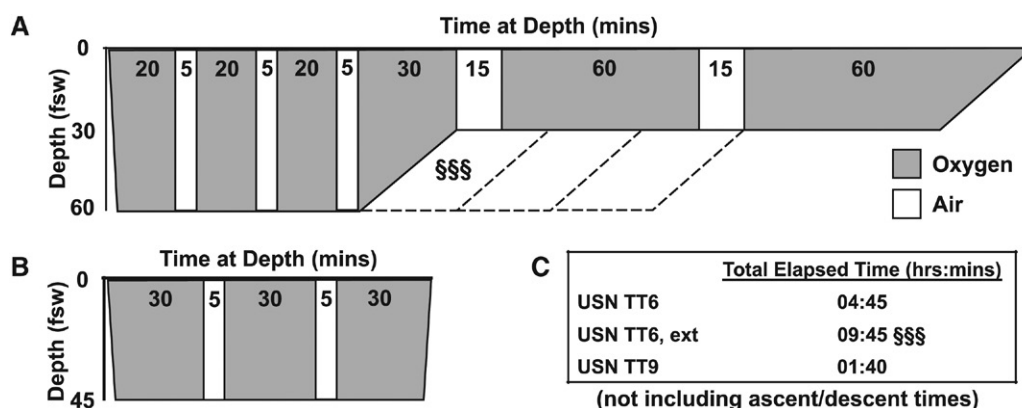 A
Time at Depth (mins)
Depth (fsw)
0
30
60
20 5 20 5 20 5 30 15 60 15 60
§§§
Oxygen
Air
B
Time at Depth (mins)
Depth (fsw)
0
45
30 5 30 5 30
C
Total Elapsed Time (hrs:mins)
USN TT6 04:45
USN TT6, ext 09:45 §§§
USN TT9 01:40
(not including ascent/descent times)